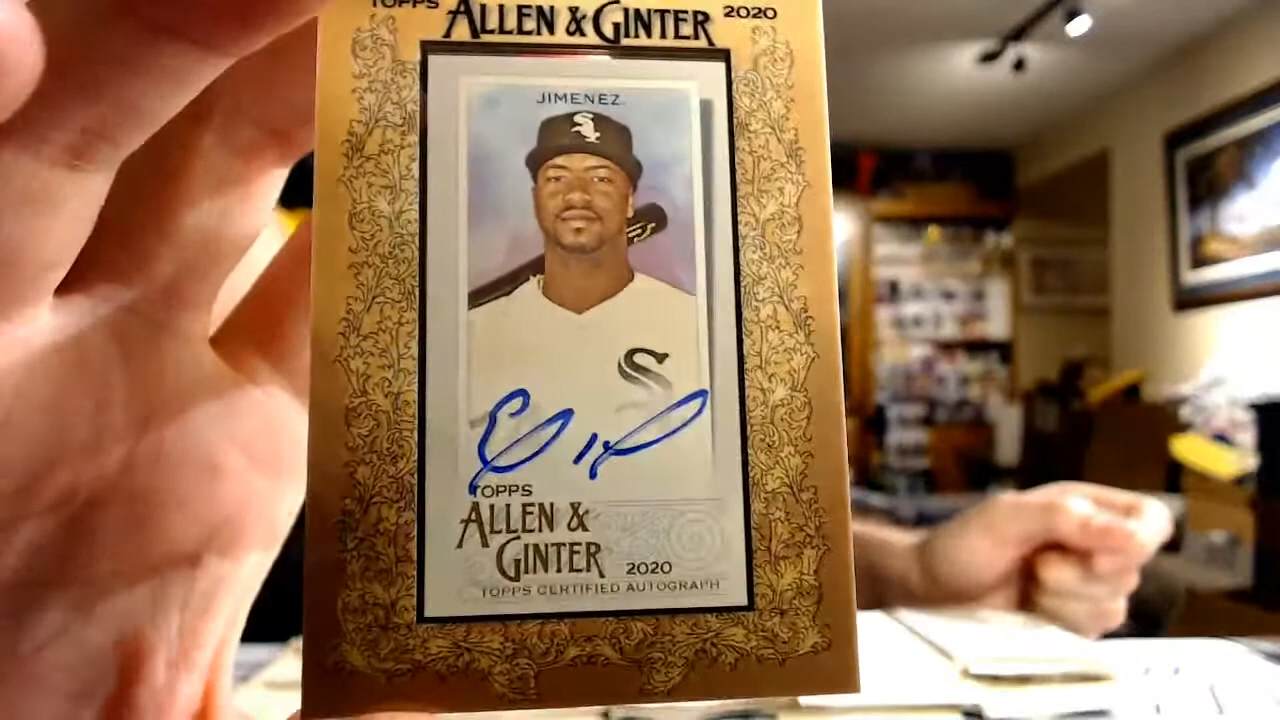 TOPPS ALLEN & GINTER 2020
JIMENEZ
TOPPS
ALLEN &
GINTER 2020
TOPPS CERTIFIED AUTOGRAPH